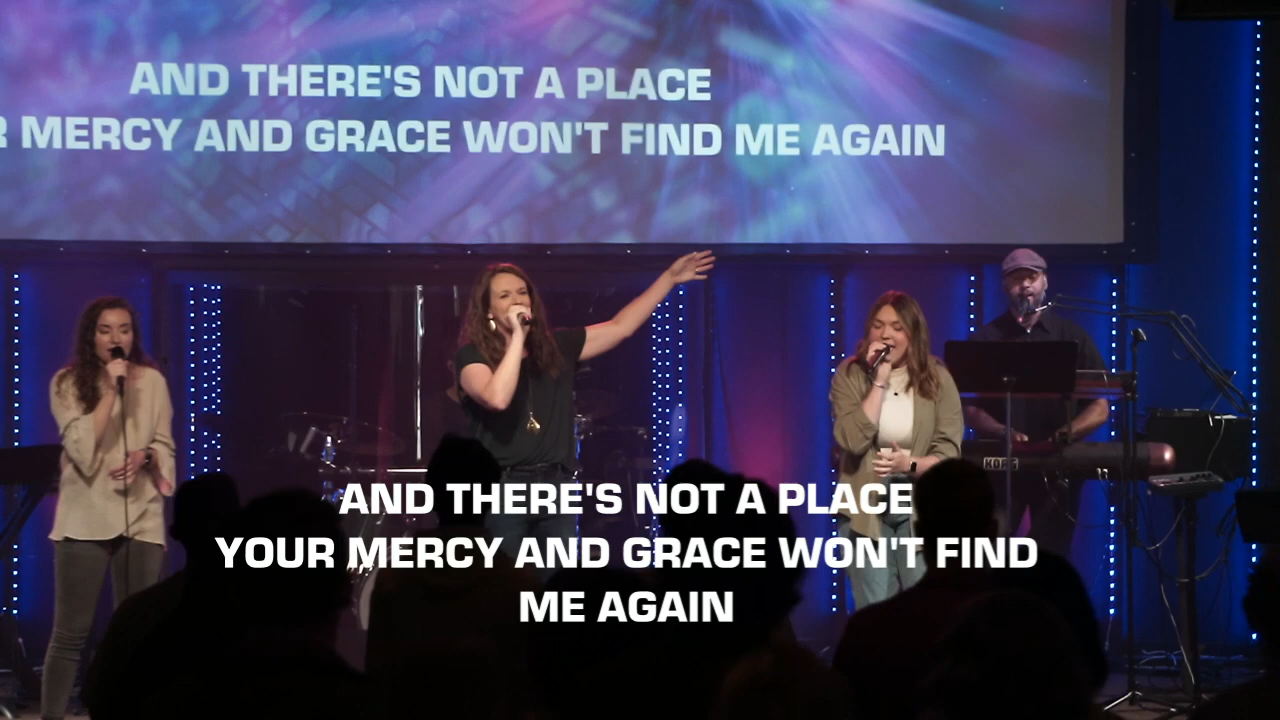 AND THERE'S NOT A PLACE
MERCY AND GRACE WON'T FIND ME AGAIN
KORG
AND THERE'S NOT A PLACE
YOUR MERCY AND GRACE WON'T FIND
ME AGAIN